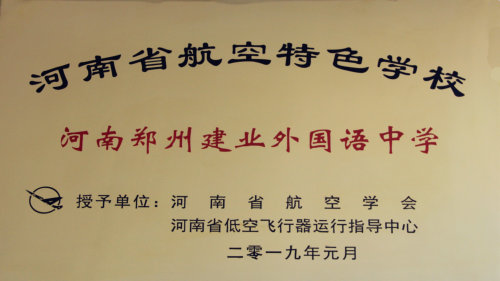 河南省航空特色学校
河南郑州建业外国语中学
授予单位：河南省航空学会
河南省低空飞行器运行指导中心
二零一九年元月